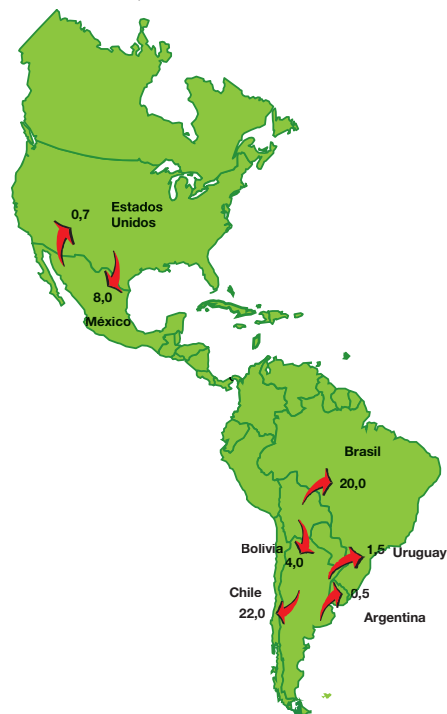 0,7
Estados
Unidos
8,0
México
Brasil
20,0
Bolivia
4,0
1,5
Uruguay
Chile
22,0
0,5
Argentina